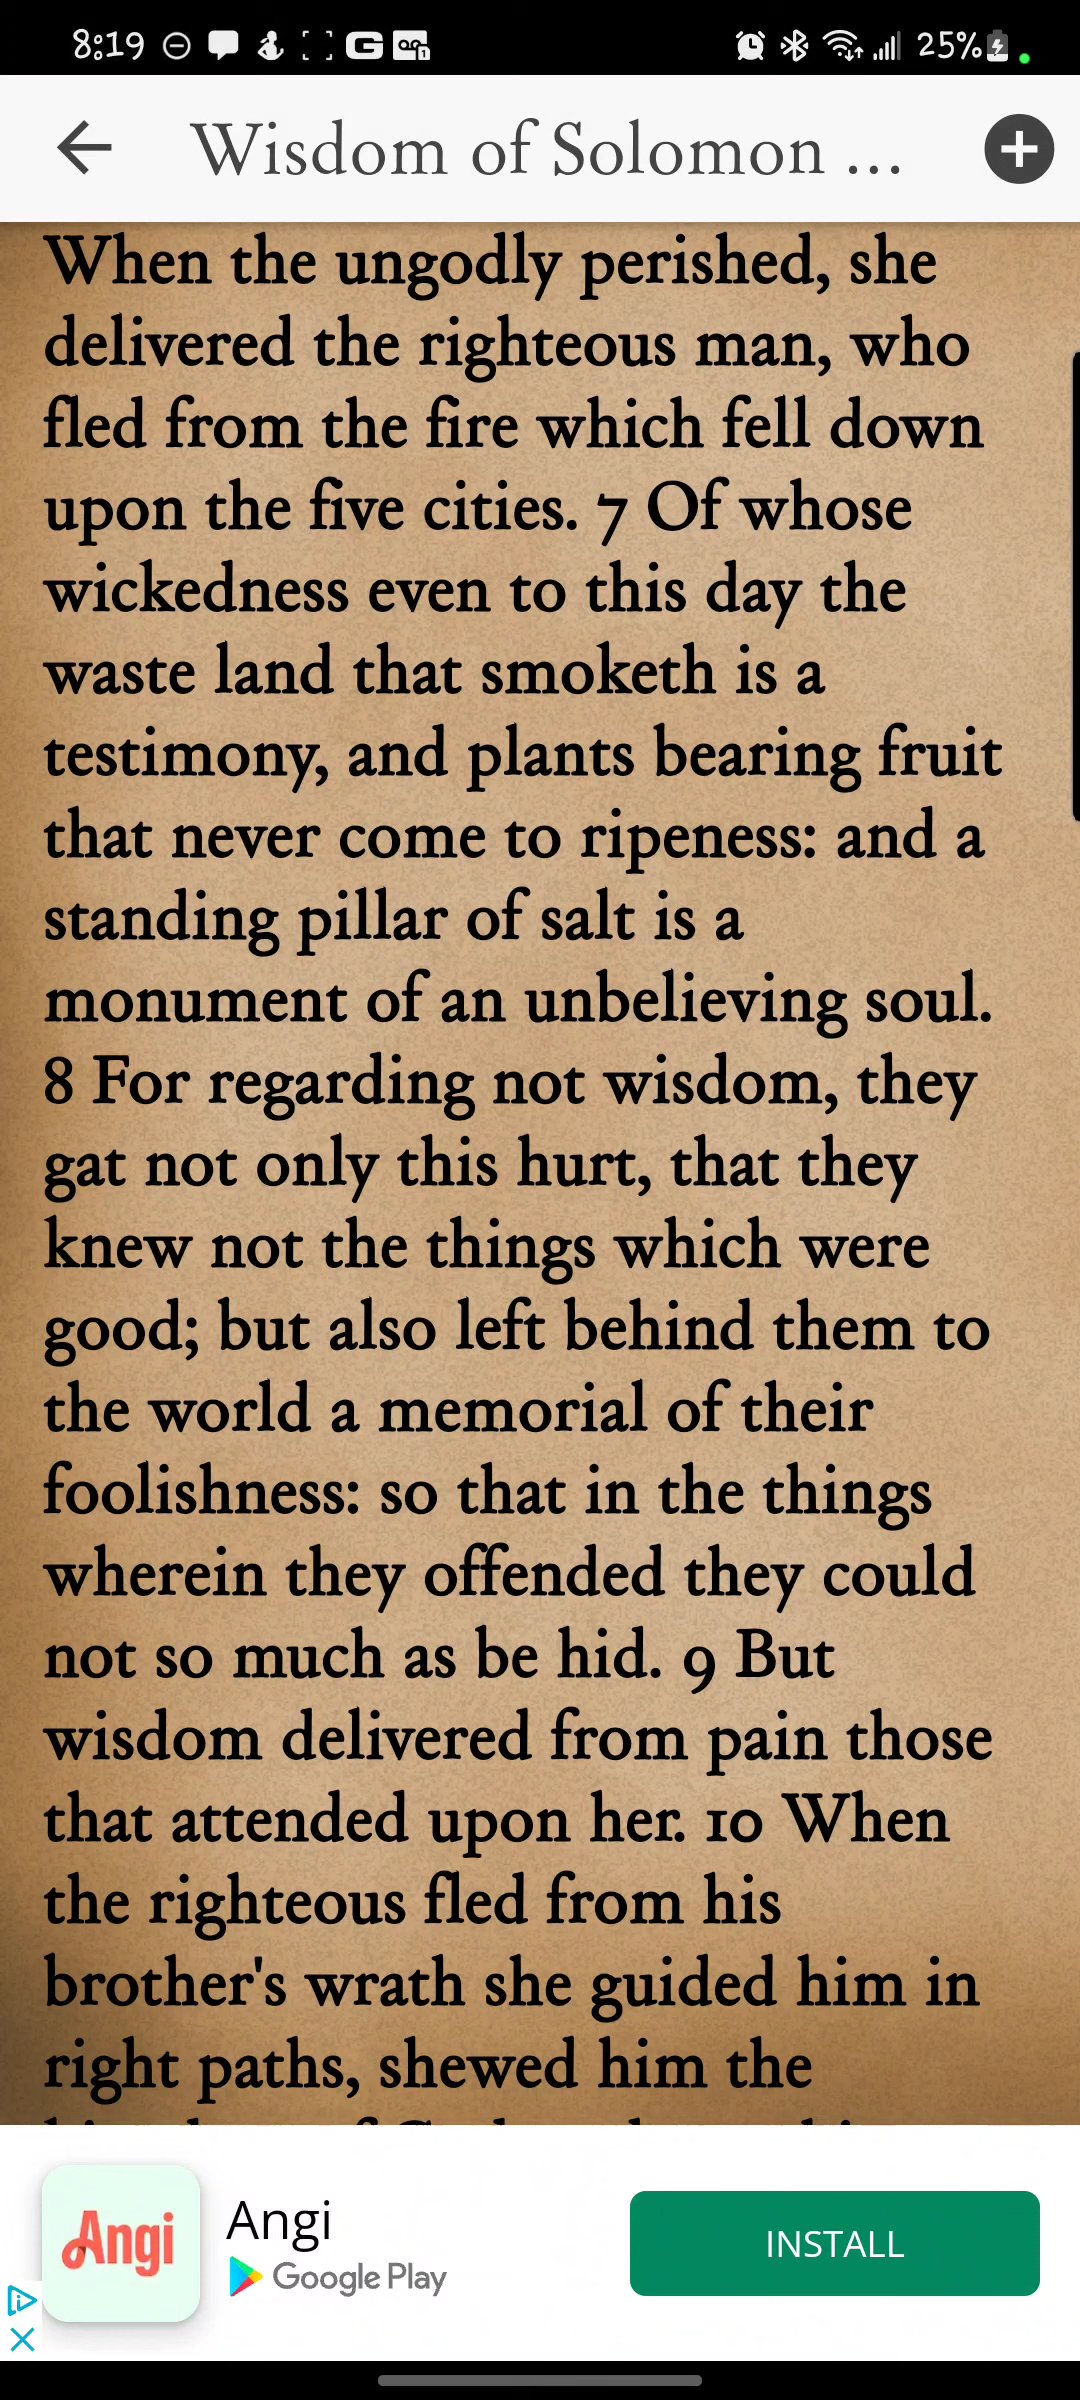 8:19
25%
Wisdom of Solomon ...
When the ungodly perished, she
delivered the righteous man, who
fled from the fire which fell down
upon the five cities. 7 Of whose
wickedness even to this day the
waste land that smoketh is a
testimony, and plants bearing fruit
that never come to ripeness: and a
standing pillar of salt is a
monument of an unbelieving soul.
8 For regarding not wisdom, they
gat not only this hurt, that they
knew not the things which were
good; but also left behind them to
the world a memorial of their
foolishness: so that in the things
wherein they offended they could
not so much as be hid. 9 But
wisdom delivered from pain those
that attended upon her. 10 When
the righteous fled from his
brother's wrath she guided him in
right paths, shewed him the
Angi
Angi
Google Play
INSTALL